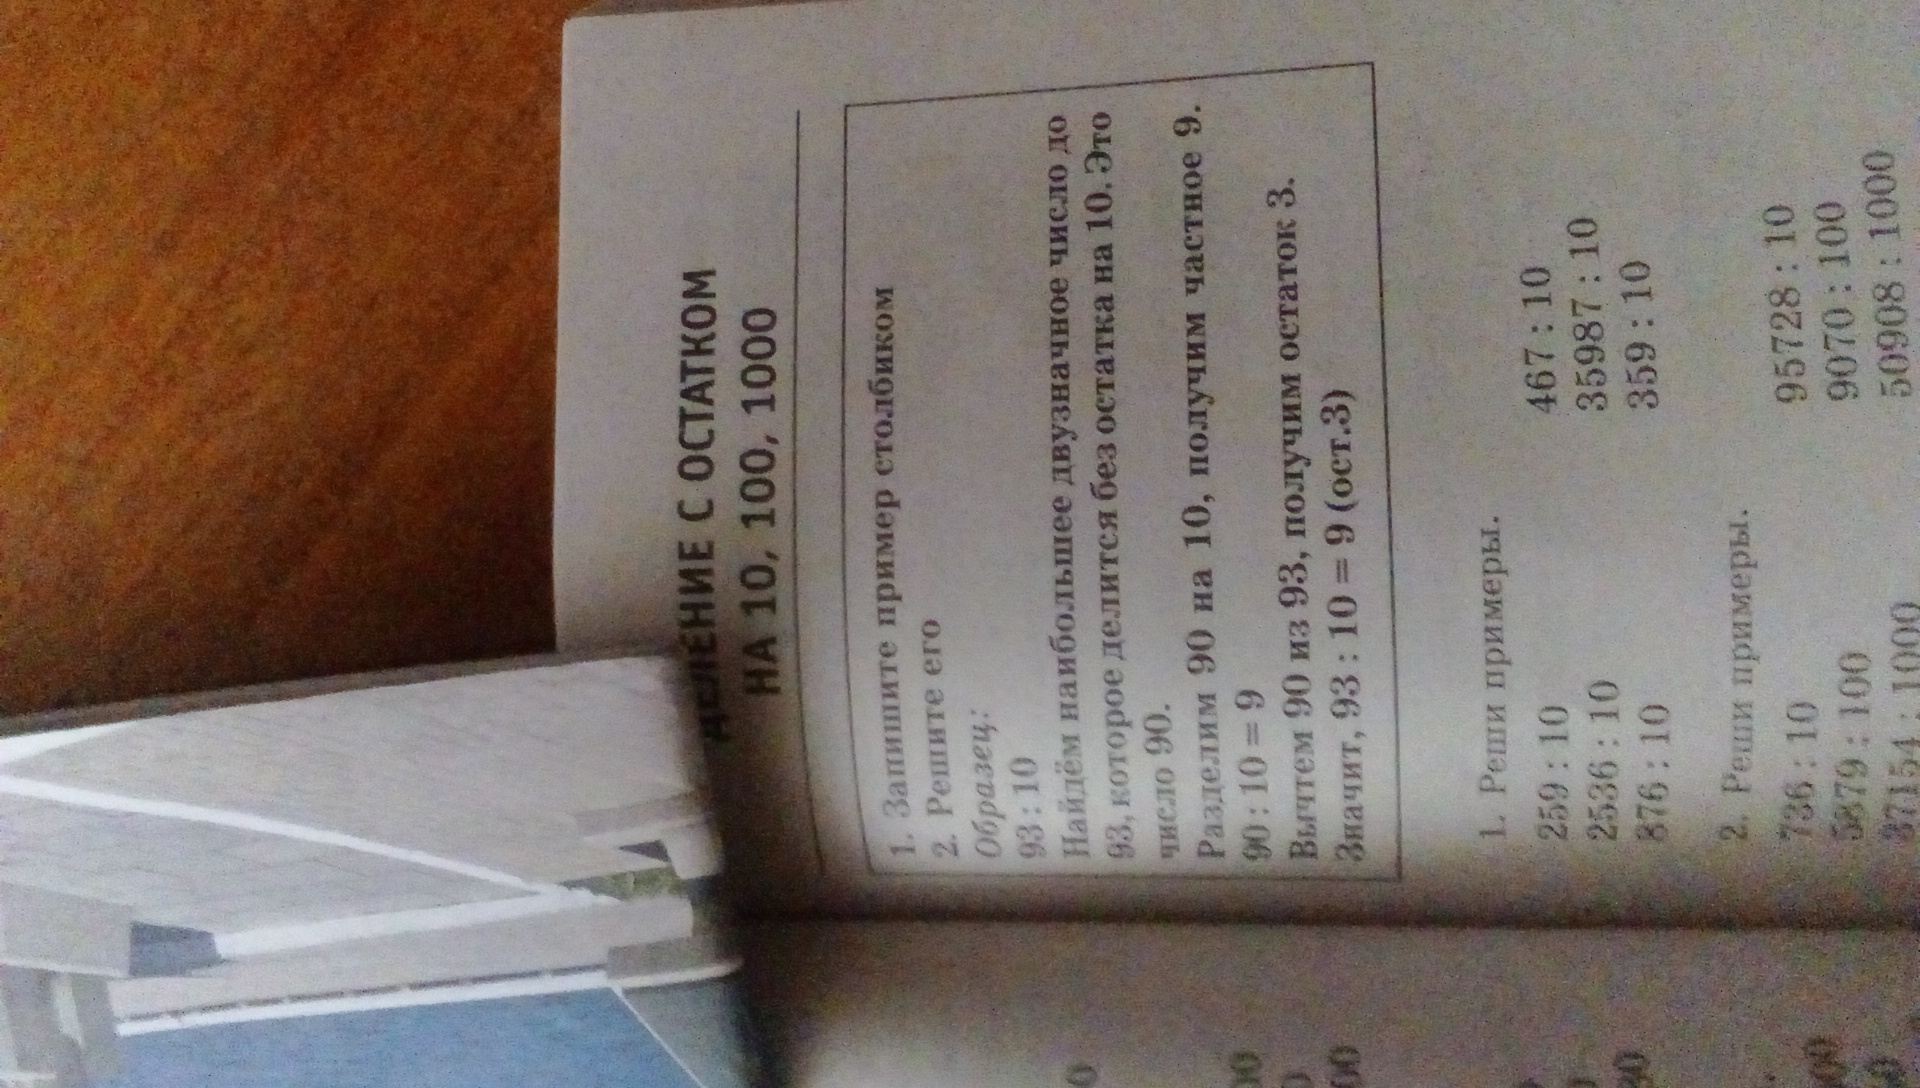 ДЕЛЕНИЕ С ОСТАТКОМ
НА 10, 100, 1000
1. Запишите пример столбиком
2. Решите его
Образец:
93 : 10
Найдём наибольшее двузначное число до
93, которое делится без остатка на 10. Это
число 90.
Разделим 90 на 10, получим частное 9.
90 : 10 = 9
Вычтем 90 из 93, получим остаток 3.
Значит, 93 : 10 = 9 (ост.3)
1. Реши примеры.
259 : 10 467 : 10
2536 : 10 35987 : 10
876 : 10 359 : 10
2. Реши примеры.
736 : 10 95728 : 10
5879 : 100 9070 : 100
37154 : 1000 50908 : 1000